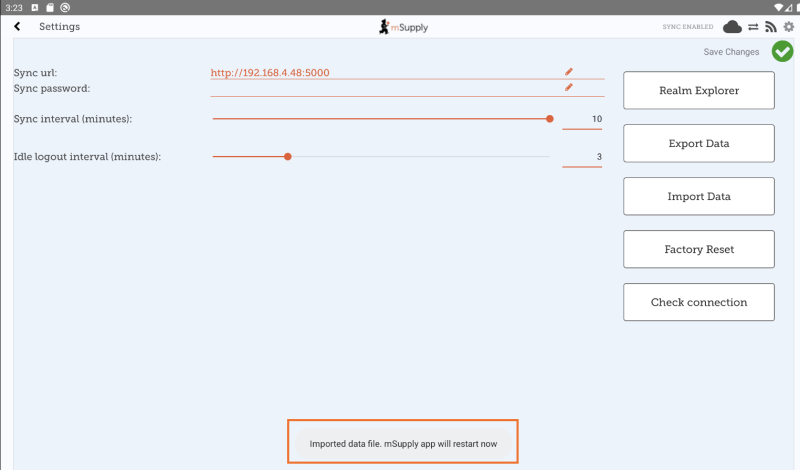 3:23
Settings
mSupply
SYNC ENABLED
Save Changes
Sync url:
http://192.168.4.48:5000
Sync password:
Sync interval (minutes):
10
Idle logout interval (minutes):
3
Realm Explorer
Export Data
Import Data
Factory Reset
Check connection
Imported data file. mSupply app will restart now